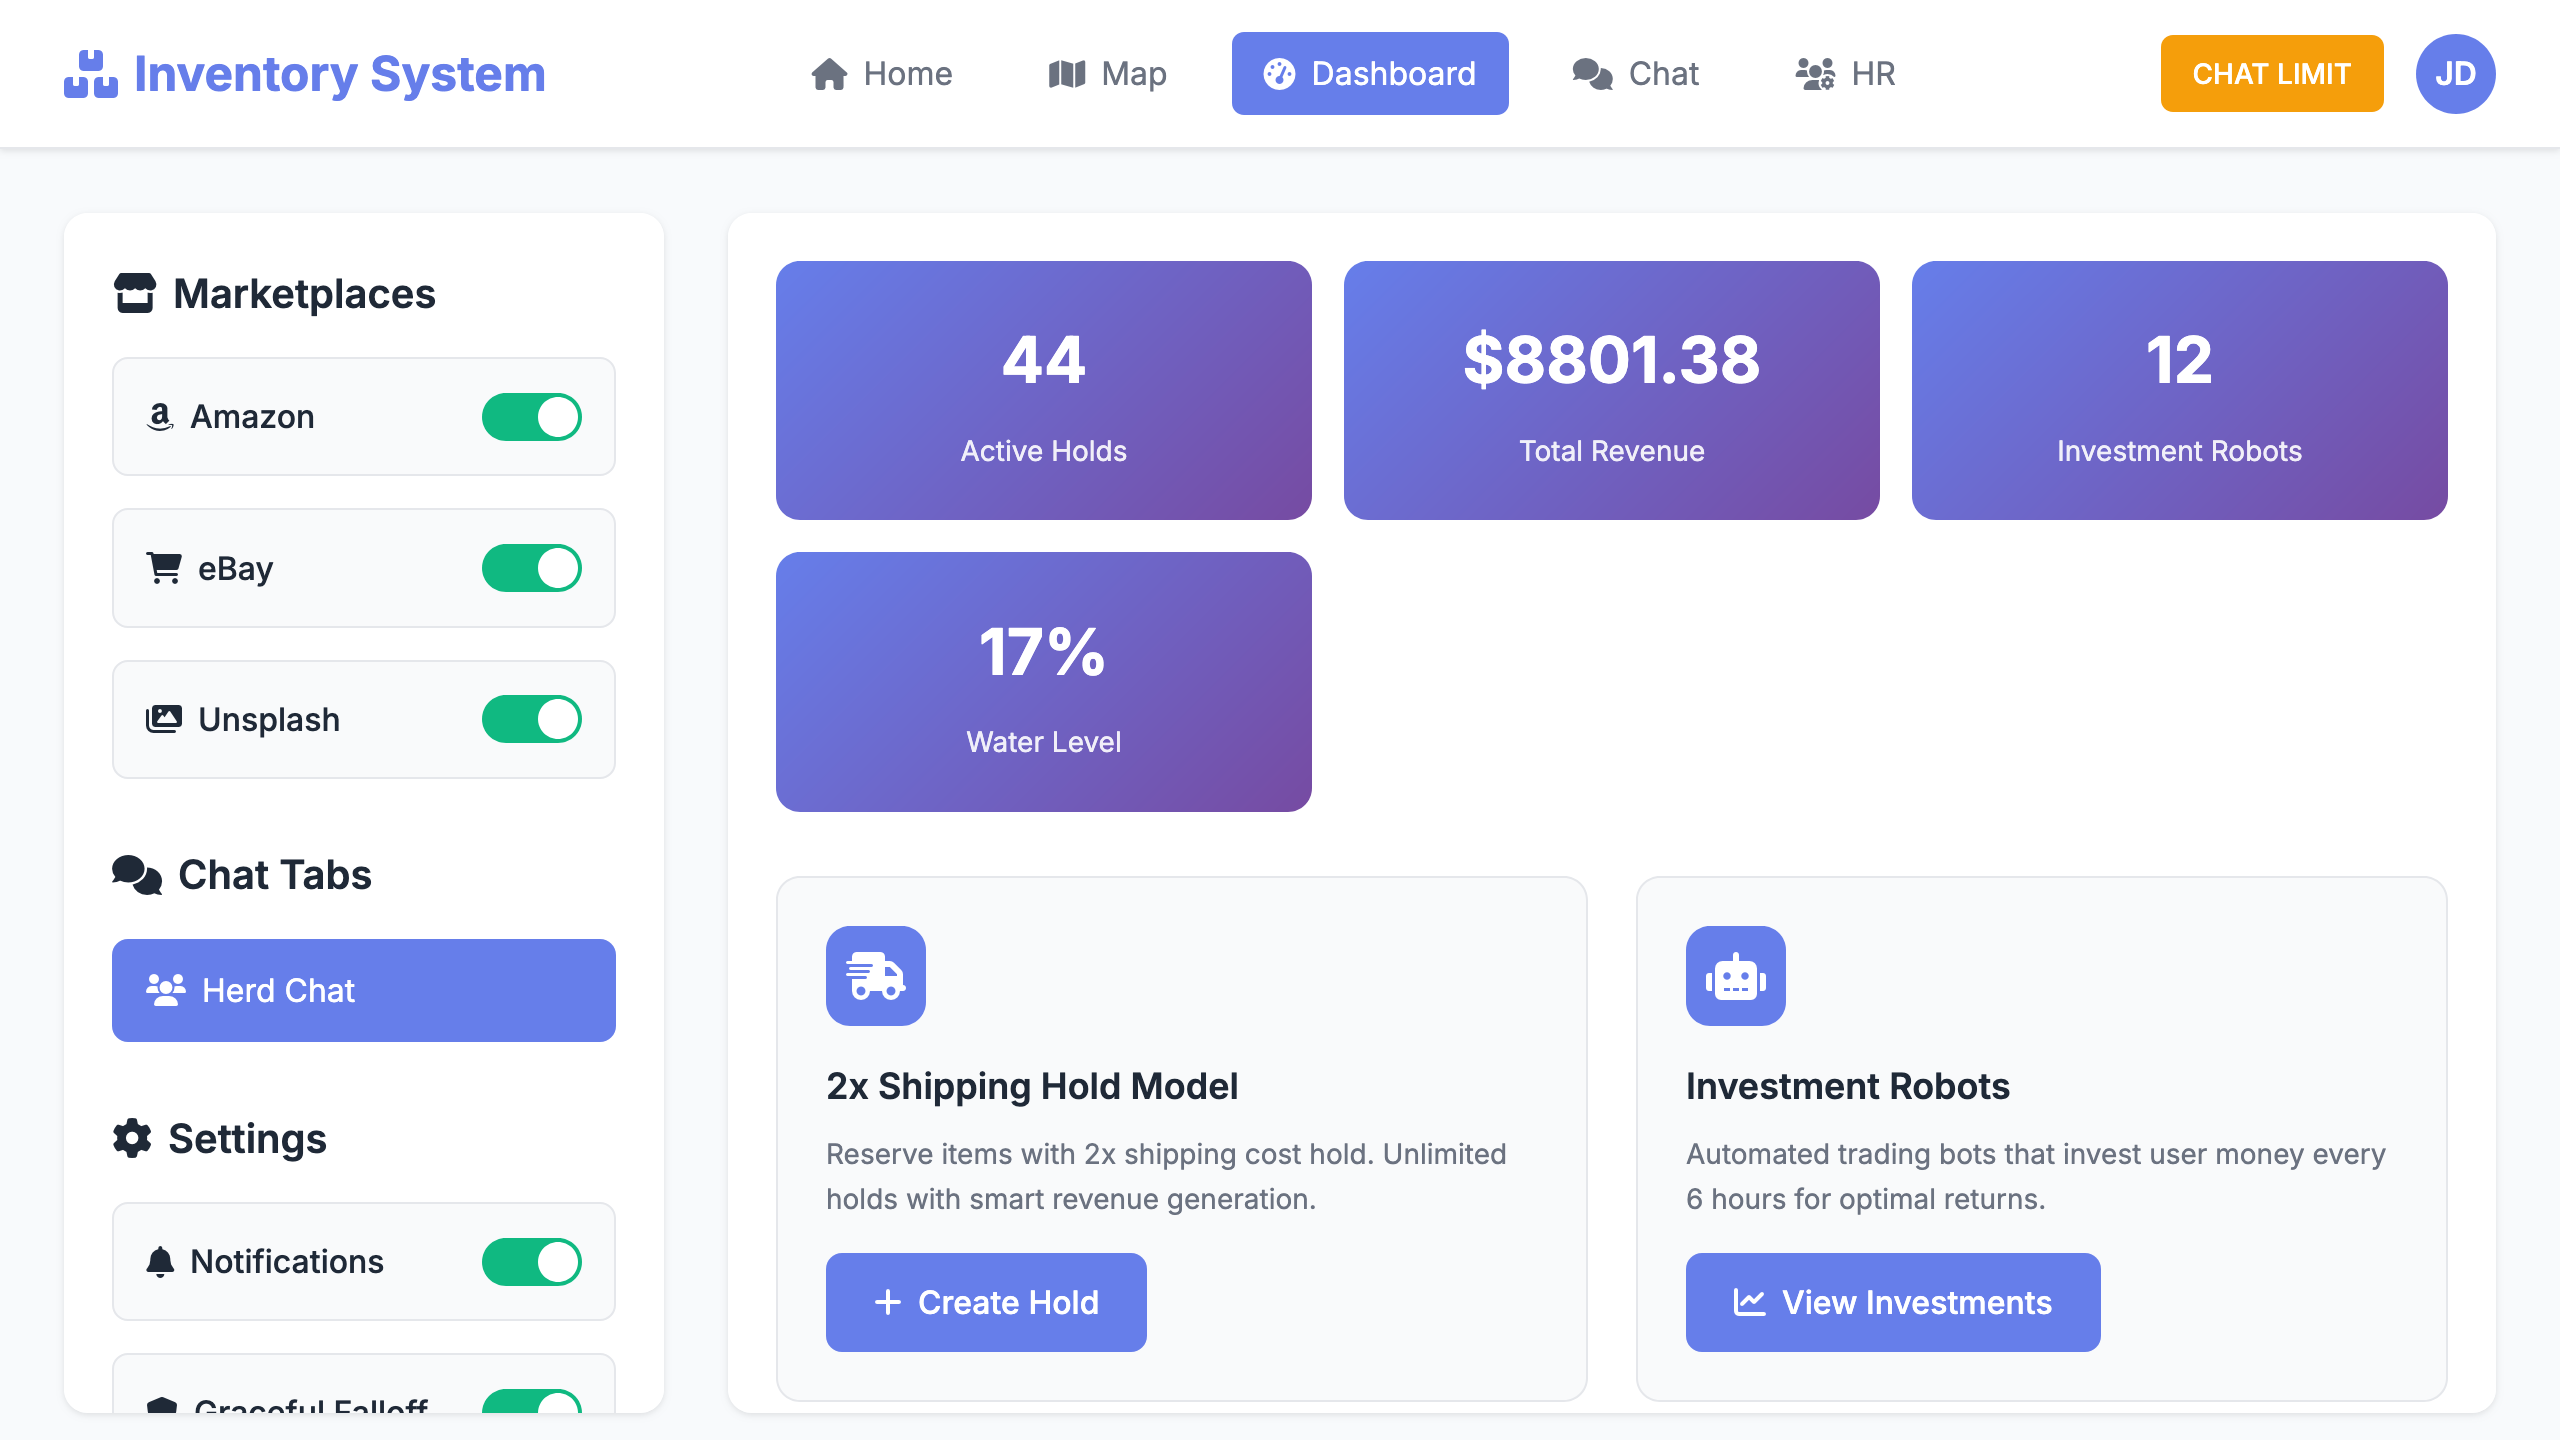 Inventory System
Home
Map
Dashboard
Chat
HR
CHAT LIMIT
JD
Marketplaces
Amazon
eBay
Unsplash
Chat Tabs
Herd Chat
Settings
Notifications
Graceful Falloff
44
Active Holds
$8801.38
Total Revenue
12
Investment Robots
17%
Water Level
2x Shipping Hold Model
Reserve items with 2x shipping cost hold. Unlimited
holds with smart revenue generation.
Create Hold
Investment Robots
Automated trading bots that invest user money every
6 hours for optimal returns.
View Investments